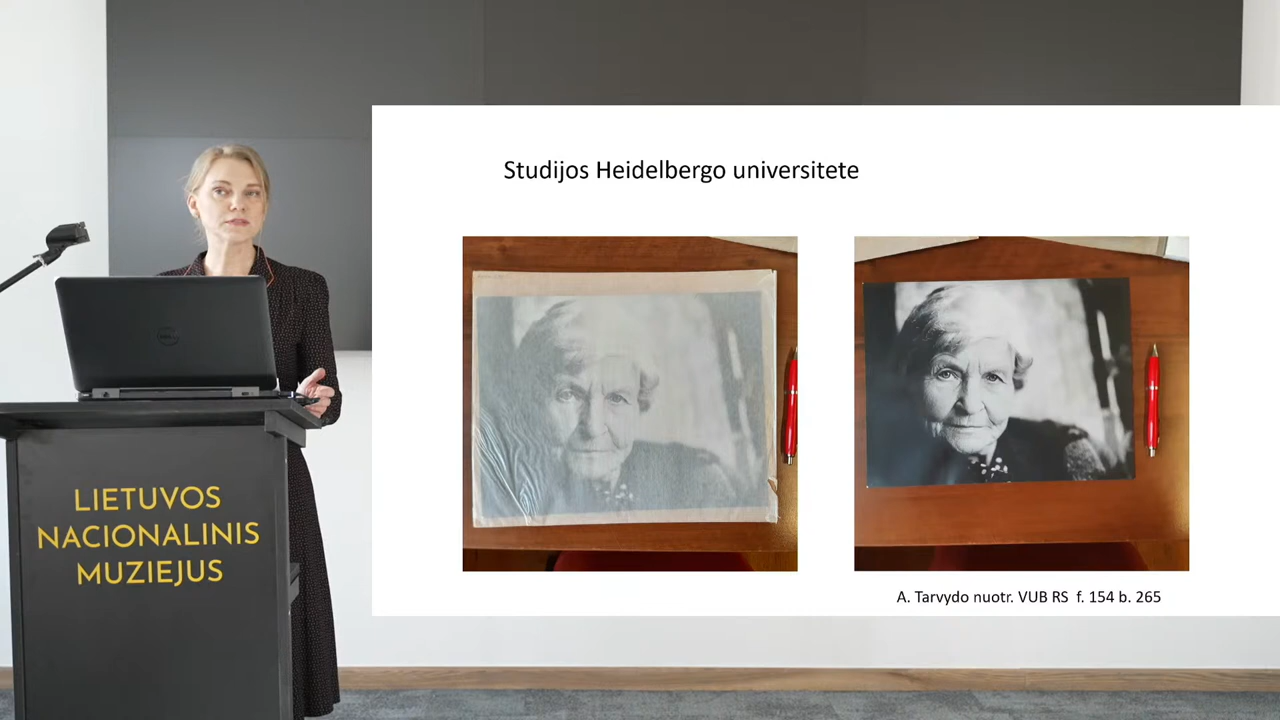 Studijos Heidelbergo universitete
A. Tarvydo nuotr. VUB RS f. 154 b. 265
LIETUVOS
NACIONALINIS
MUZIEJUS